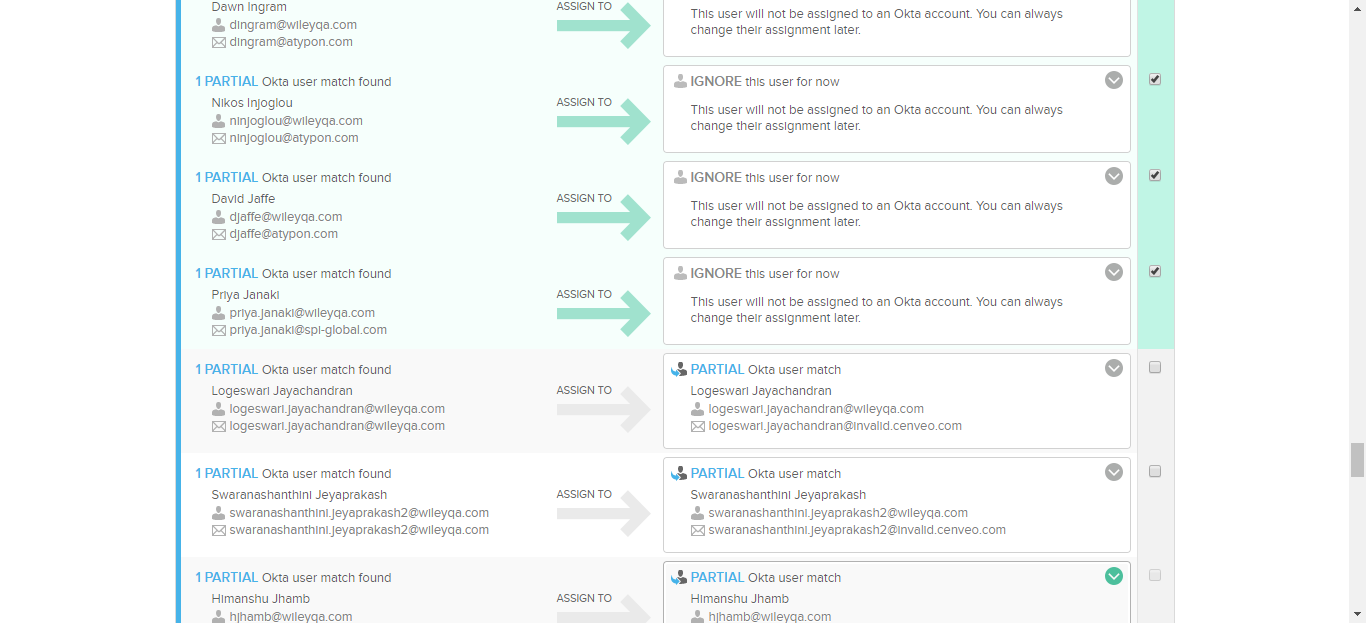 Dawn Ingram
dingram@wileyqa.com
dingram@atypon.com
ASSIGN TO
This user will not be assigned to an Okta account. You can always
change their assignment later.
1 PARTIAL Okta user match found
Nikos Injoglou
ninjoglou@wileyqa.com
ninjoglou@atypon.com
ASSIGN TO
IGNORE this user for now
This user will not be assigned to an Okta account. You can always
change their assignment later.
1 PARTIAL Okta user match found
David Jaffe
djaffe@wileyqa.com
djaffe@atypon.com
ASSIGN TO
IGNORE this user for now
This user will not be assigned to an Okta account. You can always
change their assignment later.
1 PARTIAL Okta user match found
Priya Janaki
priya.janaki@wileyqa.com
priya.janaki@spi-global.com
ASSIGN TO
IGNORE this user for now
This user will not be assigned to an Okta account. You can always
change their assignment later.
1 PARTIAL Okta user match found
Logeswari Jayachandran
logeswari.jayachandran@wileyqa.com
logeswari.jayachandran@wileyqa.com
ASSIGN TO
PARTIAL Okta user match
Logeswari Jayachandran
logeswari.jayachandran@wileyqa.com
logeswari.jayachandran@invalid.cenveo.com
1 PARTIAL Okta user match found
Swaranashanthini Jeyaprakash
swaranashanthini.jeyaprakash2@wileyqa.com
swaranashanthini.jeyaprakash2@wileyqa.com
ASSIGN TO
PARTIAL Okta user match
Swaranashanthini Jeyaprakash
swaranashanthini.jeyaprakash2@wileyqa.com
swaranashanthini.jeyaprakash2@invalid.cenveo.com
1 PARTIAL Okta user match found
Himanshu Jhamb
hjhamb@wileyqa.com
ASSIGN TO
PARTIAL Okta user match
Himanshu Jhamb
hjhamb@wileyqa.com